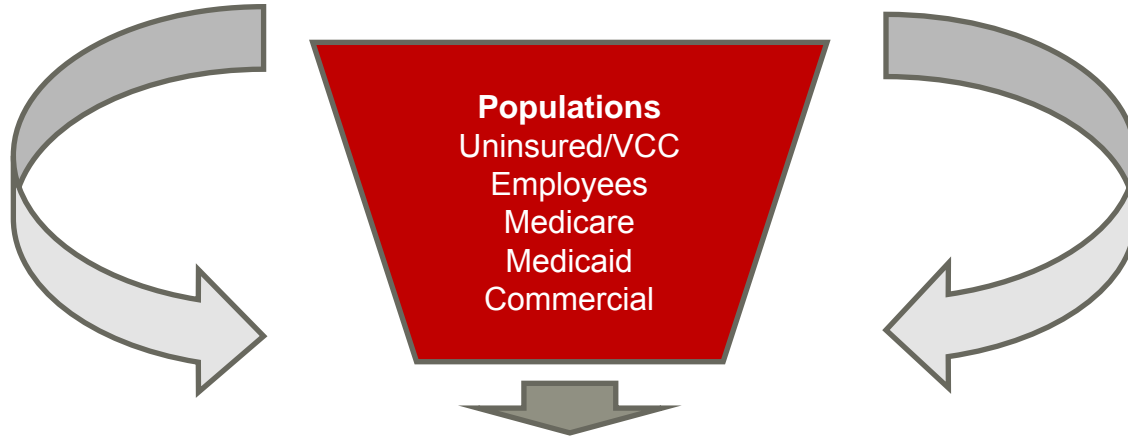 Populations
Uninsured/VCC
Employees
Medicare
Medicaid
Commercial